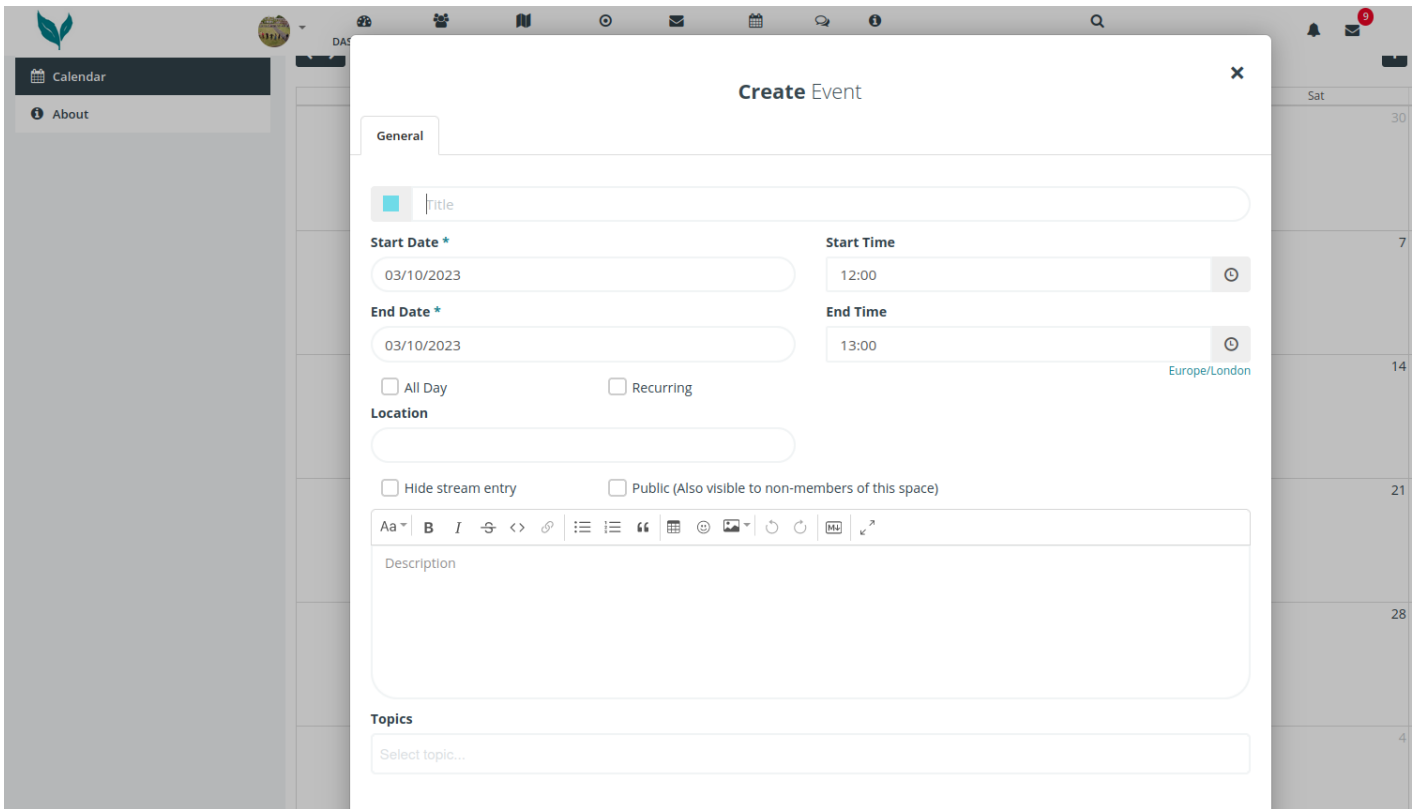 9
DAS
Calendar
About
Sat
30
7
14
21
28
4
Create Event
General
Title
Start Date * Start Time
03/10/2023 12:00
End Date * End Time
03/10/2023 13:00
Europe/London
All Day Recurring
Location
Hide stream entry Public (Also visible to non-members of this space)
Aa B I S <> M↓
Description
Topics
Select topic...